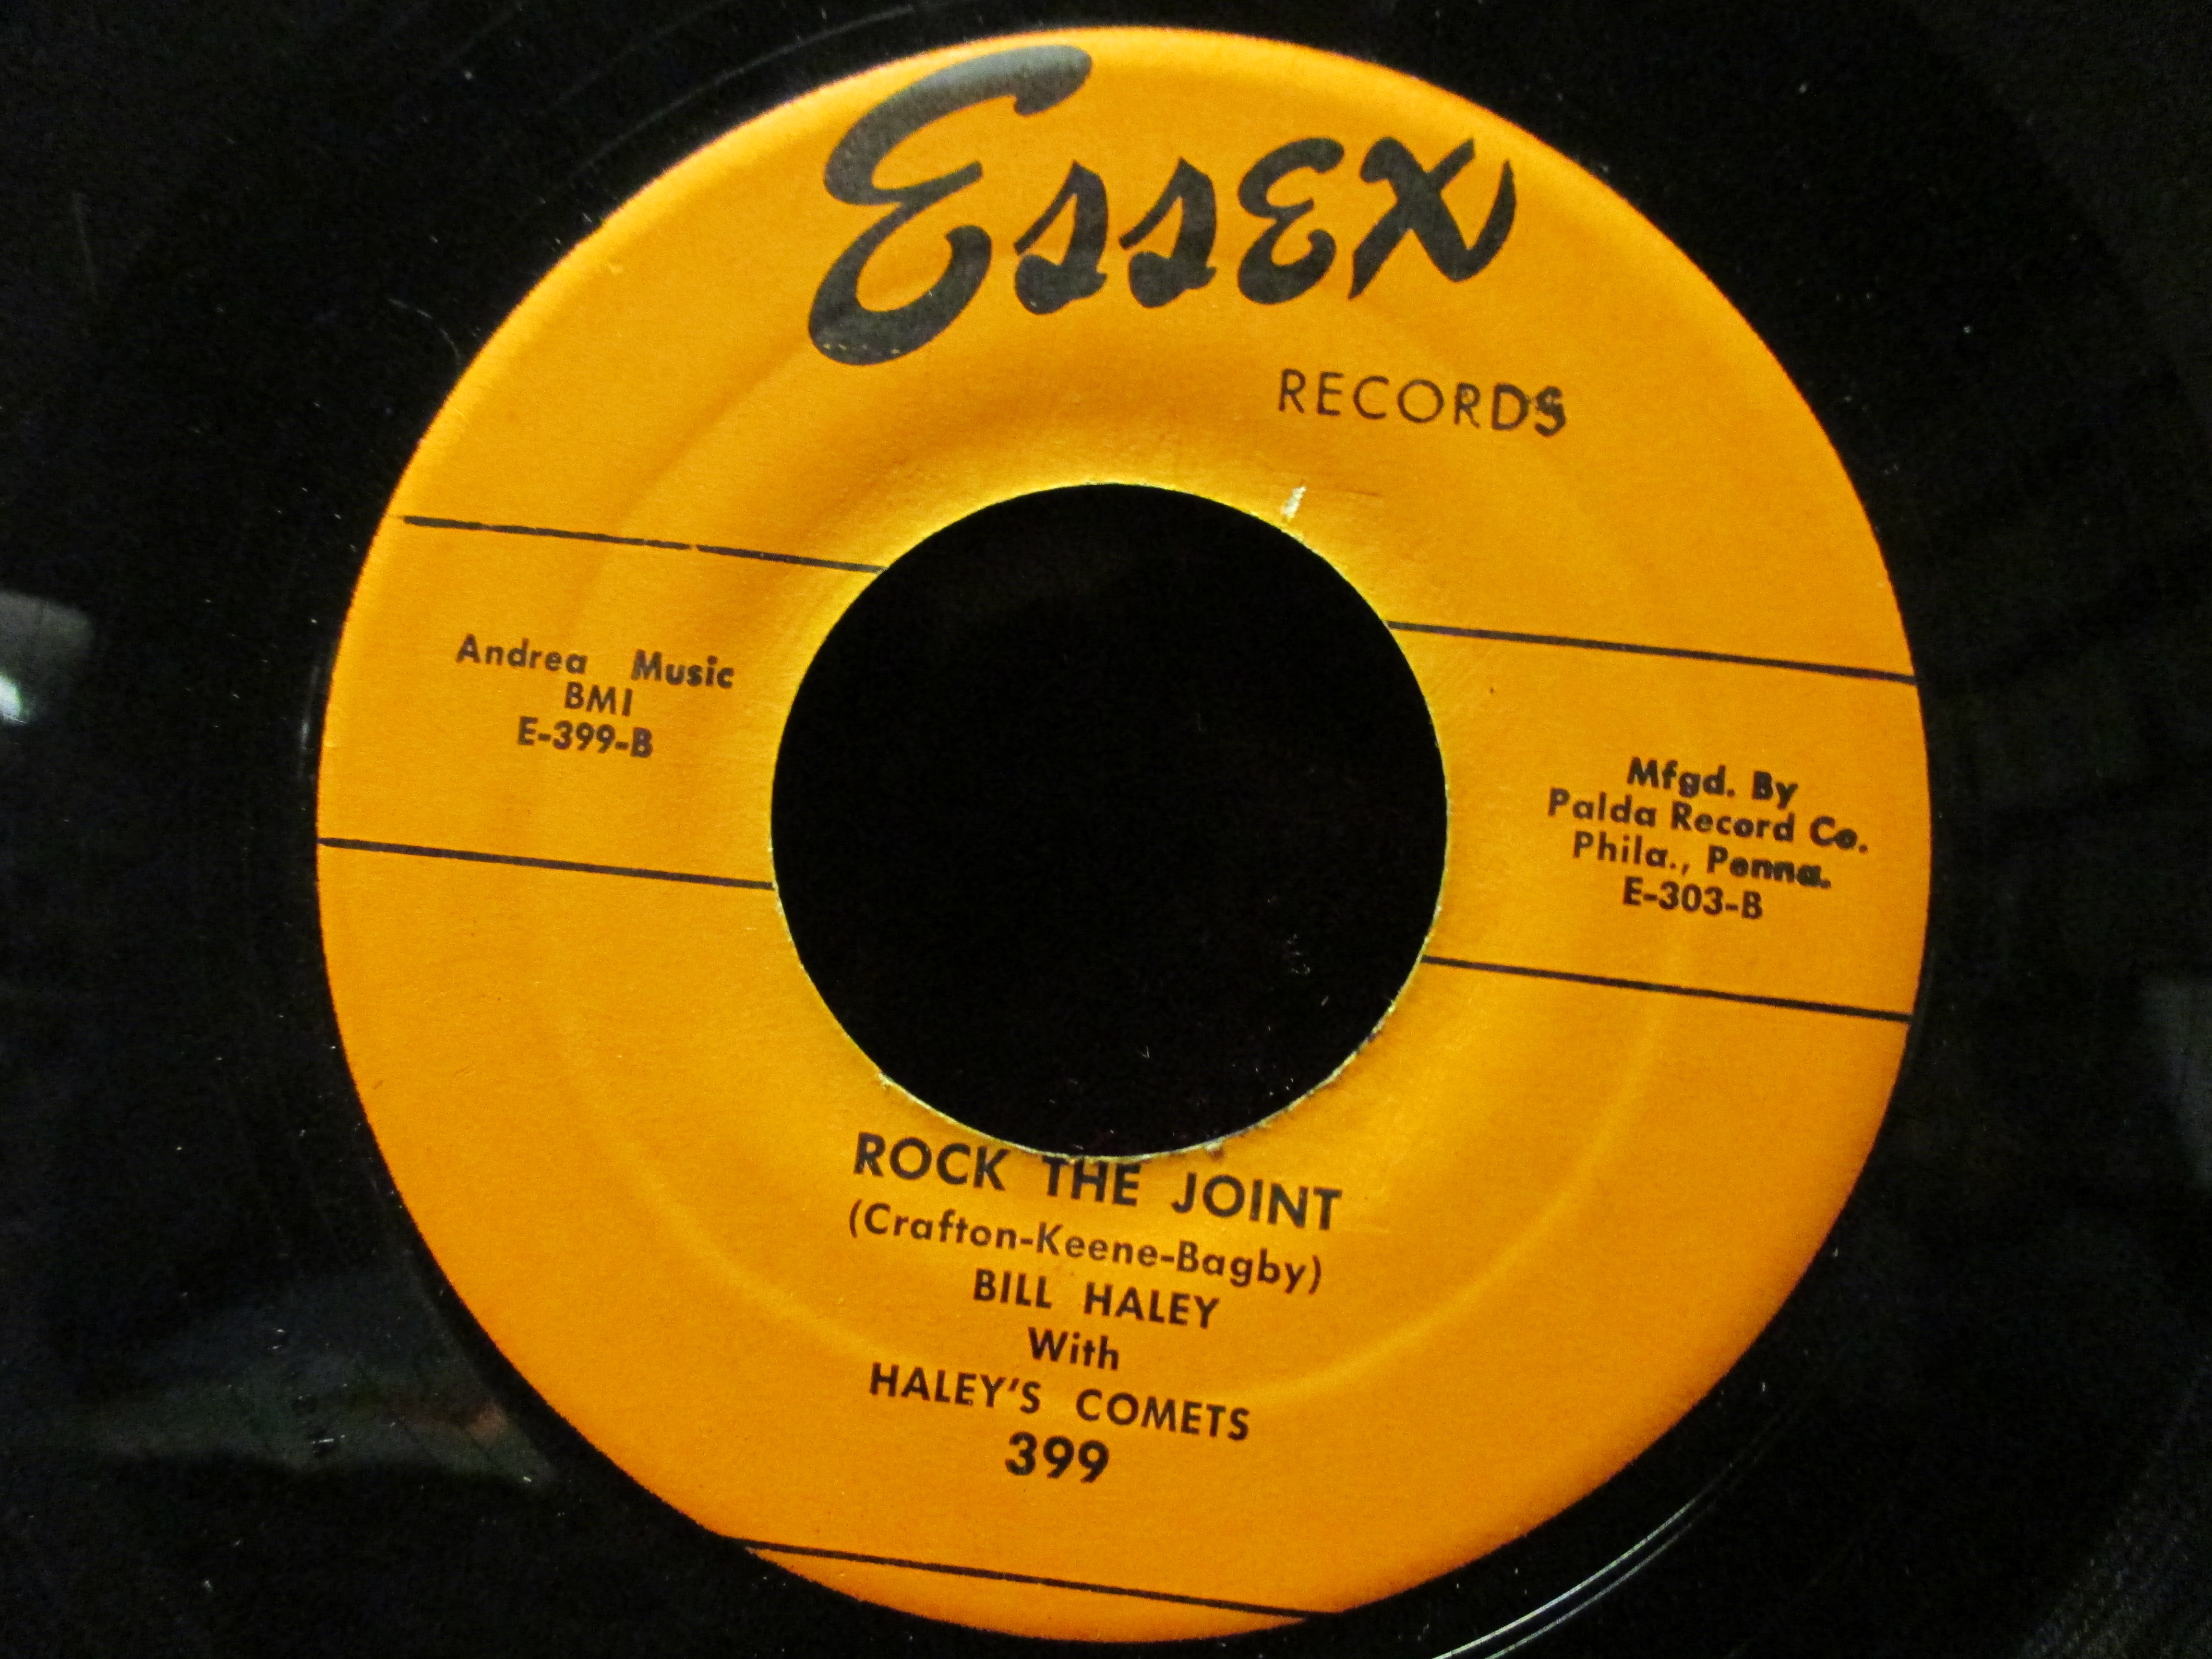 Essex
RECORDS
Andrea Music
BMI
E-399-B
Mfgd. By
Palda Record Co.
Phila., Penna.
E-303-B
ROCK THE JOINT
(Crafton-Keene-Bagby)
BILL HALEY
With
HALEY'S COMETS
399